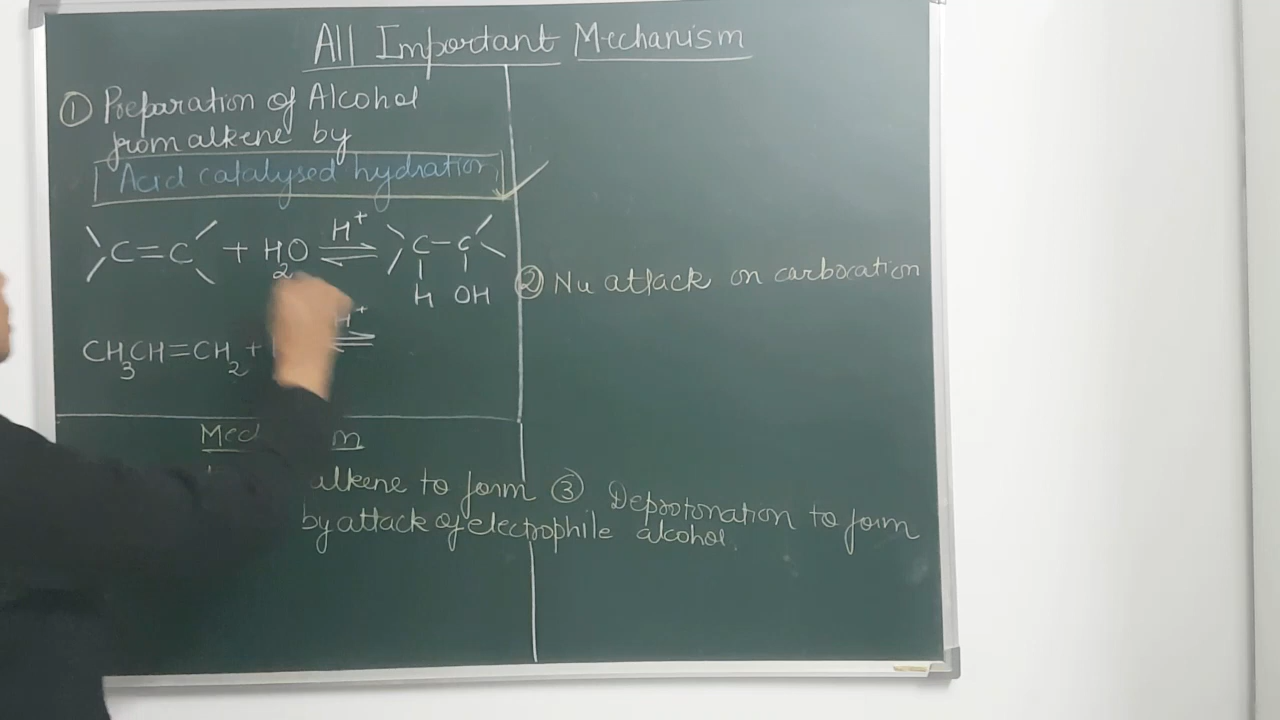 All Important Mechanism
① Preparation of Alcohol
from alkene by
Acid catalysed hydration
C=C + H2O ⇌ C-C
H+
H OH
② Nu attack on carbocation
H+
CH3CH=CH2 + ⇌
alkene to form
by attack of electrophile
③ Deprotonation to form
alcohol.